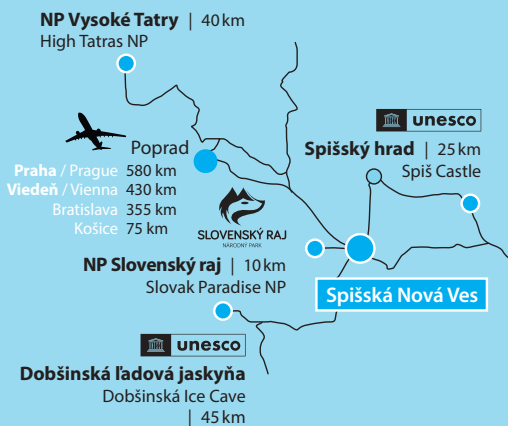 NP Vysoké Tatry | 40 km
High Tatras NP
unesco
Poprad
Spišský hrad | 25 km
Spiš Castle
Praha / Prague 580 km
Viedeň / Vienna 430 km
Bratislava 355 km
Košice 75 km
SLOVENSKÝ RAJ
NÁRODNÝ PARK
NP Slovenský raj | 10 km
Slovak Paradise NP
Spišská Nová Ves
unesco
Dobšinská ľadová jaskyňa
Dobšinská Ice Cave
| 45 km